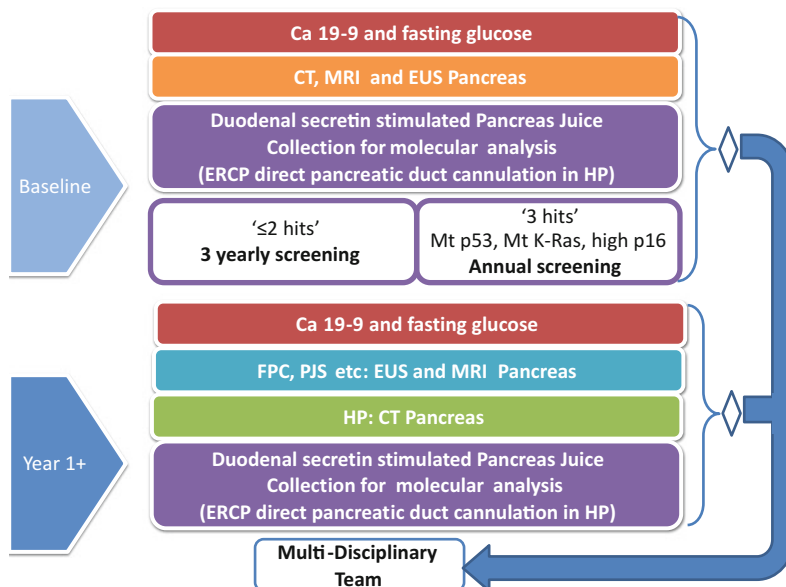 Baseline
Ca 19-9 and fasting glucose
CT, MRI and EUS Pancreas
Duodenal secretin stimulated Pancreas Juice
Collection for molecular analysis
(ERCP direct pancreatic duct cannulation in HP)
‘≤2 hits’
3 yearly screening
‘3 hits’
Mt p53, Mt K-Ras, high p16
Annual screening
Year 1+
Ca 19-9 and fasting glucose
FPC, PJS etc: EUS and MRI Pancreas
HP: CT Pancreas
Duodenal secretin stimulated Pancreas Juice
Collection for molecular analysis
(ERCP direct pancreatic duct cannulation in HP)
Multi-Disciplinary
Team